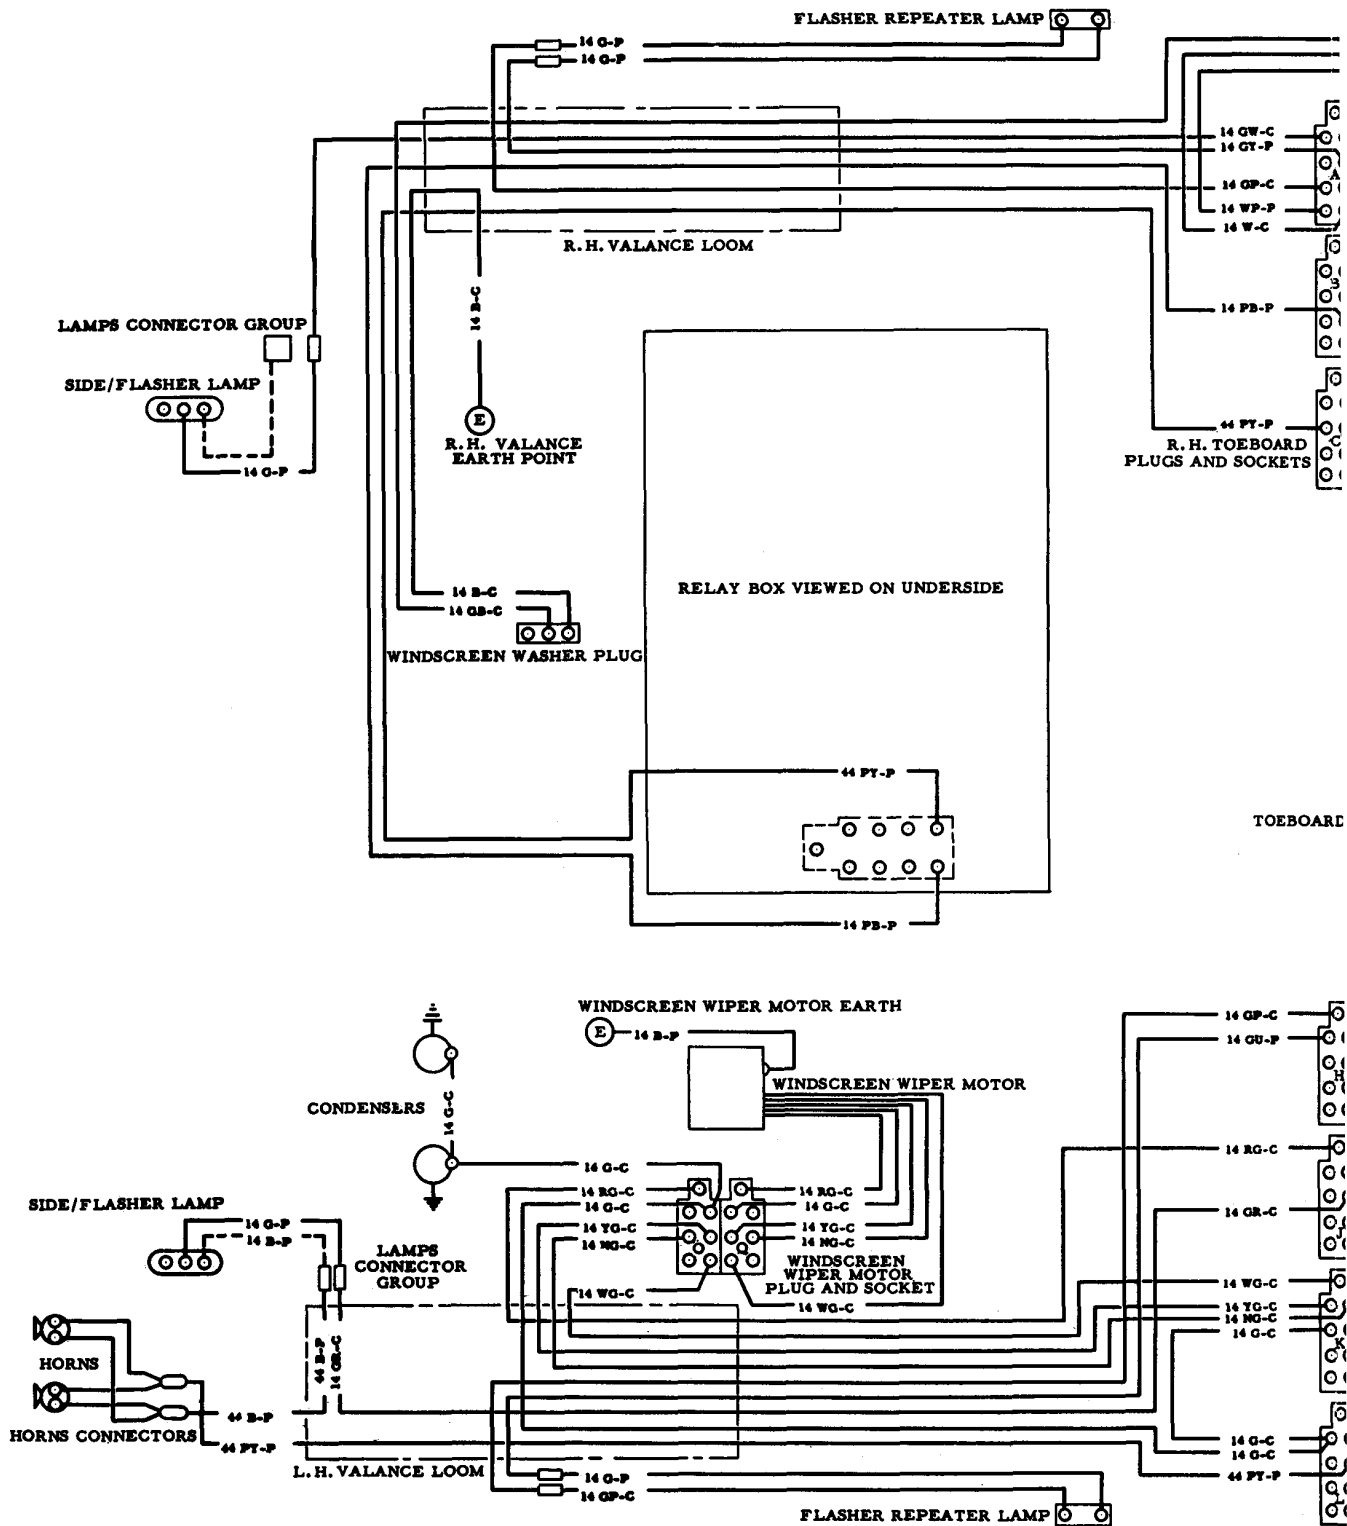 FLASHER REPEATER LAMP
14 G-P
14 G-P
14 GW-C
14 GY-P
A
14 GP-C
14 WP-P
14 W-C
R.H. VALANCE LOOM
B
14 B-C
14 PB-P
LAMPS CONNECTOR GROUP
SIDE/FLASHER LAMP
E
R.H. VALANCE
EARTH POINT
44 PY-P
C
R.H. TOEBOARD
PLUGS AND SOCKETS
14 G-P
14 B-C
14 GB-C
RELAY BOX VIEWED ON UNDERSIDE
WINDSCREEN WASHER PLUG
44 PY-P
TOEBOARD
14 PB-P
WINDSCREEN WIPER MOTOR EARTH
E
14 B-P
14 GP-C
14 GU-P
H
WINDSCREEN WIPER MOTOR
CONDENSERS
14 G-C
14 RG-C
14 G-C
14 RG-C
14 G-C
14 YG-C
14 NG-C
14 RG-C
14 G-C
14 YG-C
14 NG-C
SIDE/FLASHER LAMP
14 G-P
14 B-P
14 GR-C
J
LAMPS
CONNECTOR
GROUP
WINDSCREEN
WIPER MOTOR
PLUG AND SOCKET
14 WG-C
14 WG-C
14 WG-C
14 YG-C
14 NG-C
14 G-C
K
44 B-P
14 GR-C
HORNS
44 B-P
HORNS CONNECTORS
44 PY-P
14 G-C
14 G-C
44 PY-P
L
L.H. VALANCE LOOM
14 G-P
14 GP-C
FLASHER REPEATER LAMP